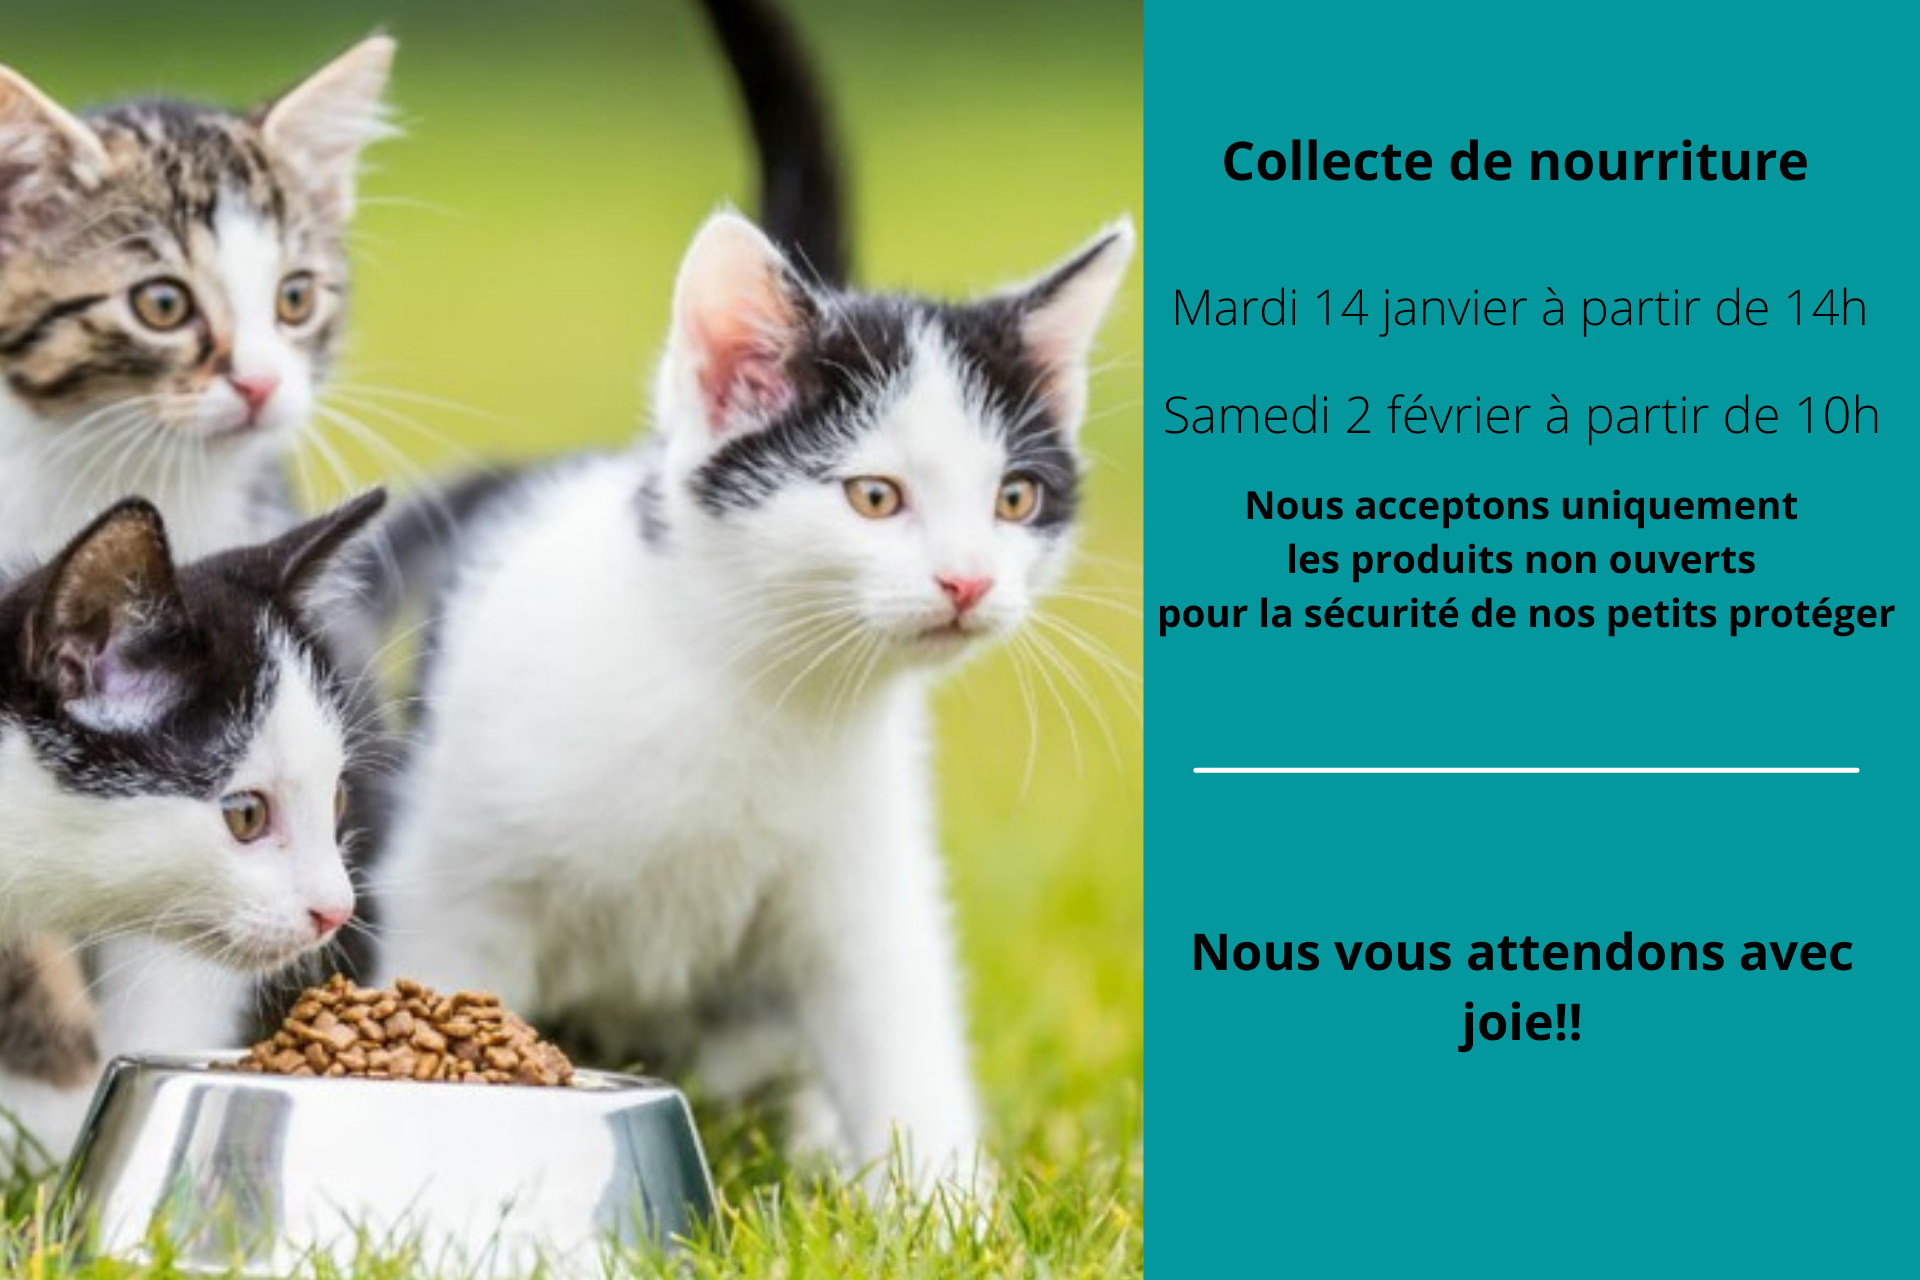 Collecte de nourriture
Mardi 14 janvier à partir de 14h
Samedi 2 février à partir de 10h
Nous acceptons uniquement
les produits non ouverts
pour la sécurité de nos petits protéger
Nous vous attendons avec
joie!!